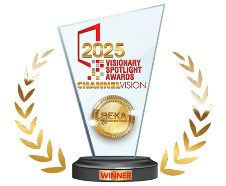 2025
VISIONARY
SPOTLIGHT
AWARDS
CHANNELVISION
BEKA
WINNER